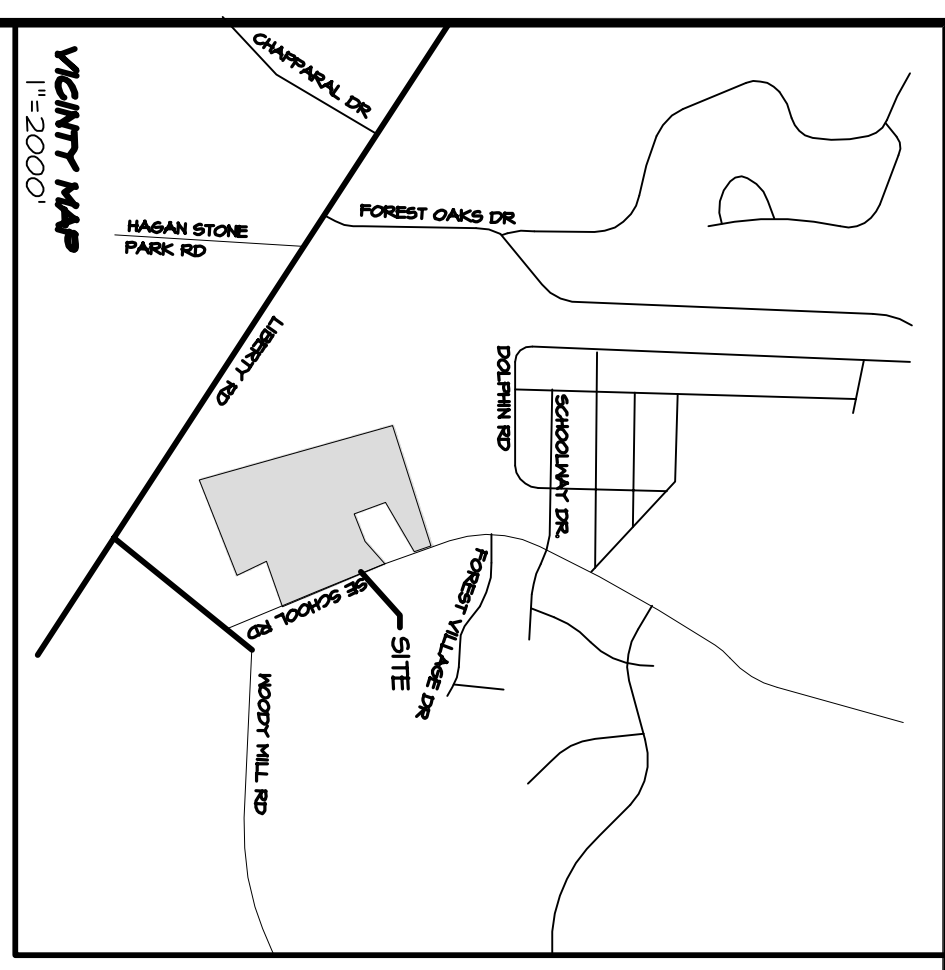 VICINTY MAP
1"=2000'
CHAPPARAL DR
FOREST OAKS DR
HAGAN STONE
PARK RD
LIBERTY RD
DOLPHIN RD
SCHOOLWAY DR.
FOREST VILLAGE DR
SE SCHOOL RD
SITE
WOODY MILL RD